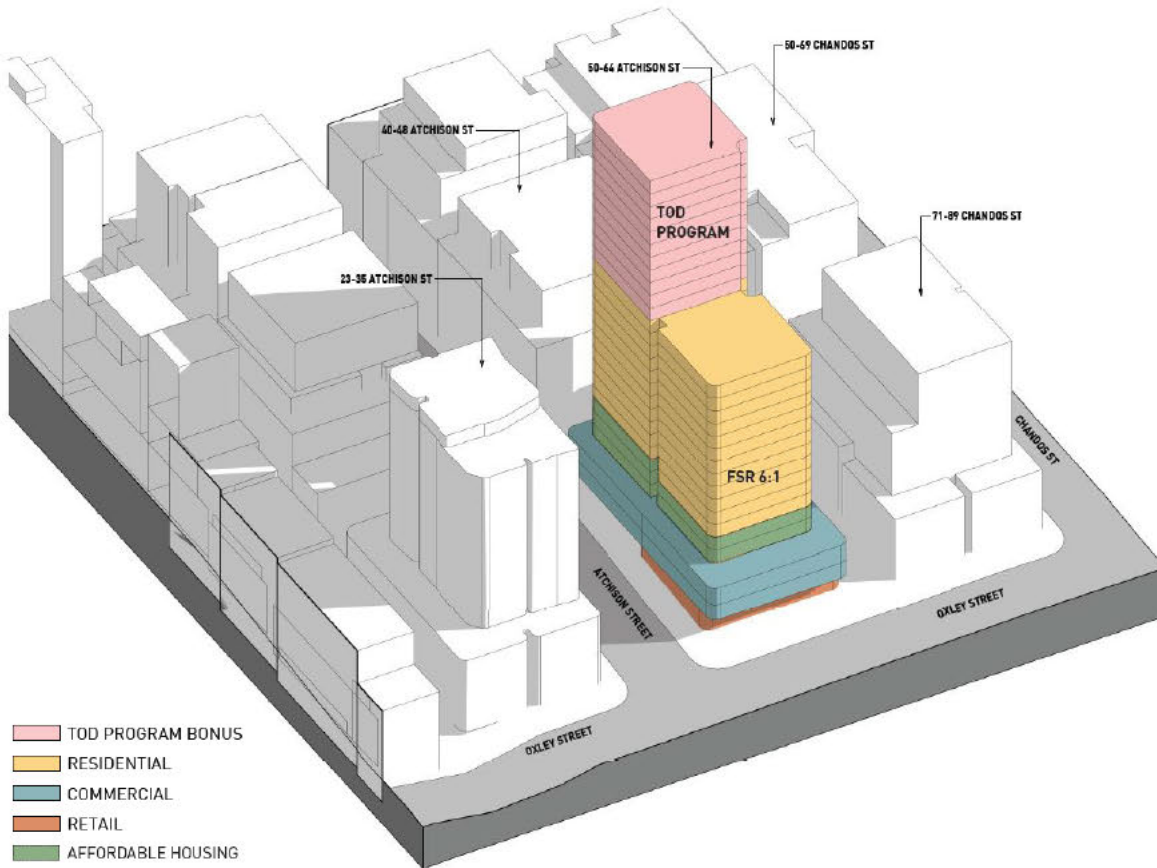 50-69 CHANDOS ST
50-64 ATCHISON ST
40-48 ATCHISON ST
TOD
PROGRAM
71-89 CHANDOS ST
23-35 ATCHISON ST
CHANDOS ST
FSR 6:1
ATCHISON STREET
OXLEY STREET
OXLEY STREET
TOD PROGRAM BONUS
RESIDENTIAL
COMMERCIAL
RETAIL
AFFORDABLE HOUSING